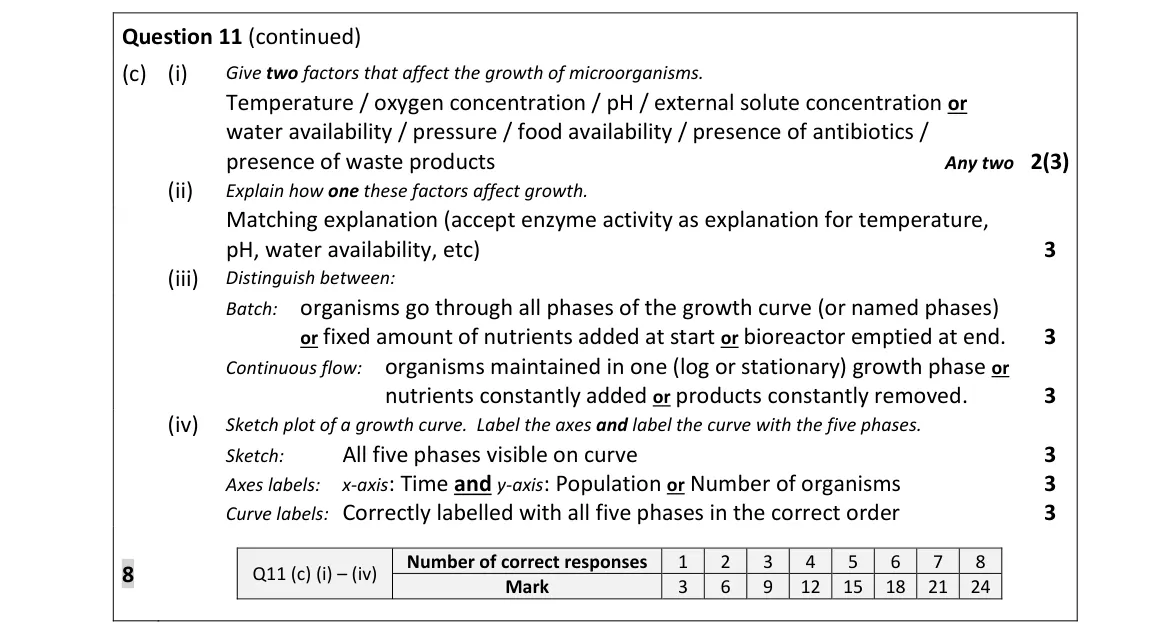 Question 11 (continued)
(c) (i) Give two factors that affect the growth of microorganisms.
Temperature / oxygen concentration / pH / external solute concentration or
water availability / pressure / food availability / presence of antibiotics /
presence of waste products Any two 2(3)
(ii) Explain how one these factors affect growth.
Matching explanation (accept enzyme activity as explanation for temperature,
pH, water availability, etc) 3
(iii) Distinguish between:
Batch: organisms go through all phases of the growth curve (or named phases)
or fixed amount of nutrients added at start or bioreactor emptied at end. 3
Continuous flow: organisms maintained in one (log or stationary) growth phase or
nutrients constantly added or products constantly removed. 3
(iv) Sketch plot of a growth curve. Label the axes and label the curve with the five phases.
Sketch: All five phases visible on curve 3
Axes labels: x-axis: Time and y-axis: Population or Number of organisms 3
Curve labels: Correctly labelled with all five phases in the correct order 3
8 Q11 (c) (i) – (iv) Number of correct responses 1 2 3 4 5 6 7 8
Mark 3 6 9 12 15 18 21 24